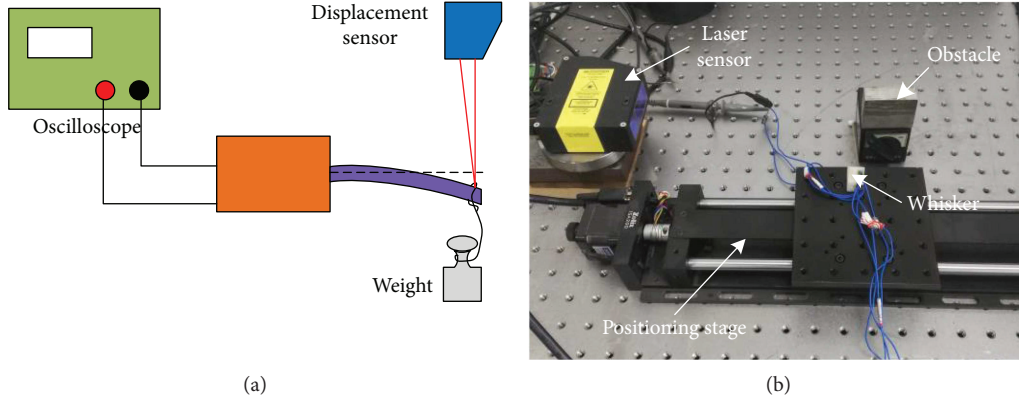 Displacement
sensor
Oscilloscope
Weight
(a)
Laser
sensor
Obstacle
Whisker
Positioning stage
(b)